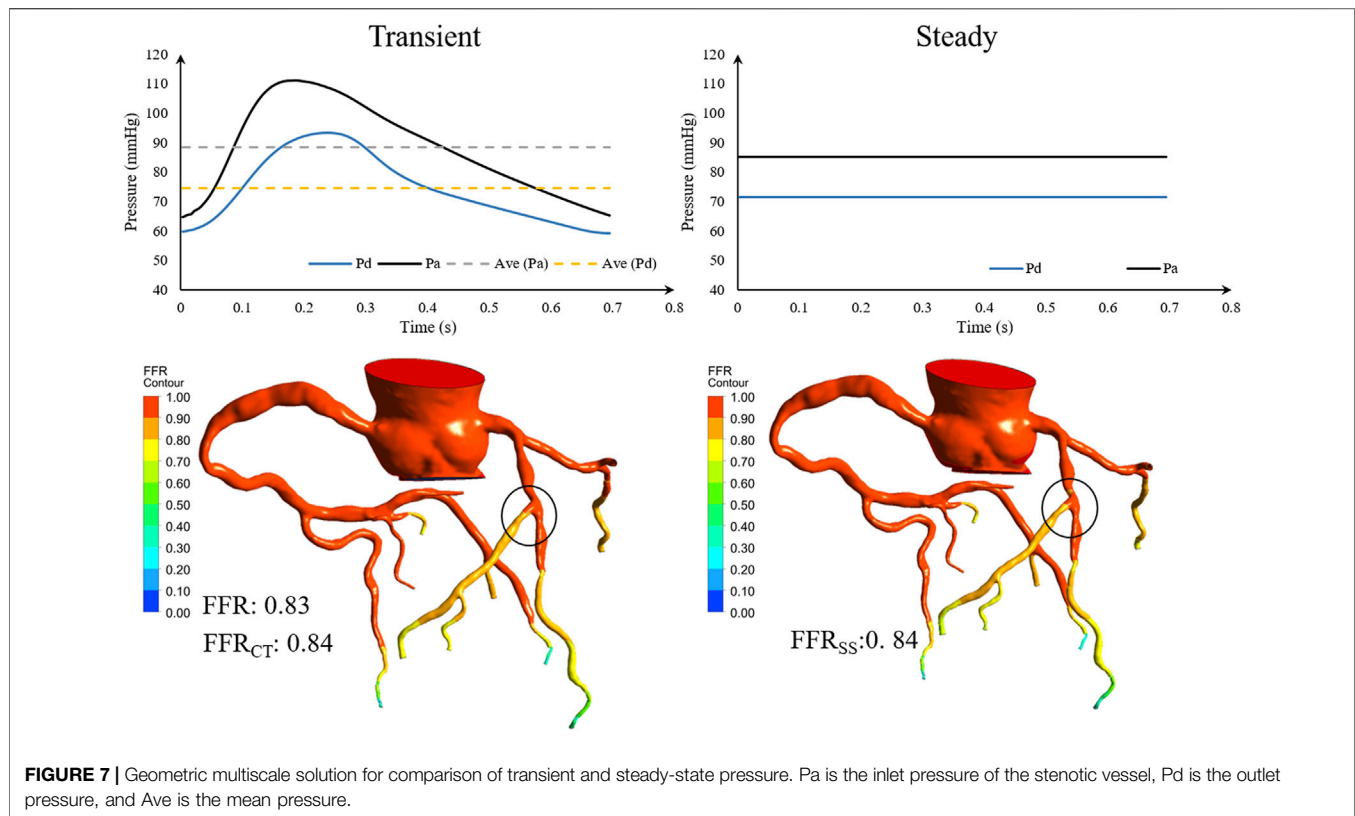 Transient
Steady
120
110
100
90
80
70
60
50
40
Pressure (mmHg)
0 0.1 0.2 0.3 0.4 0.5 0.6 0.7 0.8
Time (s)
Pd Pa Ave (Pa) Ave (Pd)
120
110
100
90
80
70
60
50
40
Pressure (mmHg)
0 0.1 0.2 0.3 0.4 0.5 0.6 0.7 0.8
Time (s)
Pd Pa
FFR
Contour
1.00
0.90
0.80
0.70
0.60
0.50
0.40
0.30
0.20
0.10
0.00
FFR: 0.83
FFRCT: 0.84
FFR
Contour
1.00
0.90
0.80
0.70
0.60
0.50
0.40
0.30
0.20
0.10
0.00
FFRSS:0. 84
FIGURE 7 | Geometric multiscale solution for comparison of transient and steady-state pressure. Pa is the inlet pressure of the stenotic vessel, Pd is the outlet
pressure, and Ave is the mean pressure.